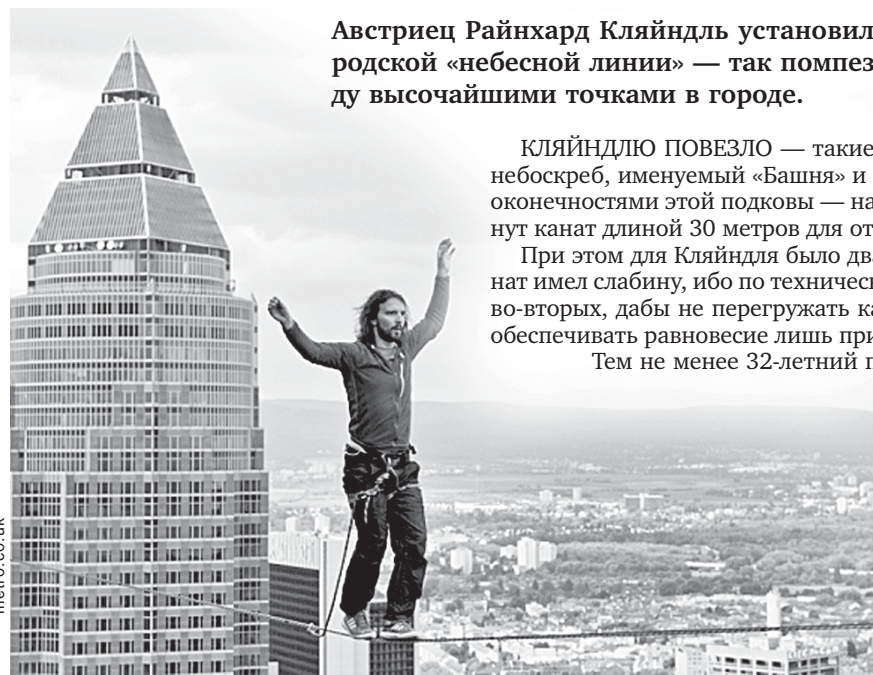 Австриец Райнхард Кляйндль установил
родской «небесной линии» — так помпез
ду высочайшими точками в городе.
КЛЯЙНДЛЮ ПОВЕЗЛО — такие
небоскреб, именуемый «Башня» и
оконечностями этой подковы — на
нут канат длиной 30 метров для от
При этом для Кляйндля было два
нат имел слабину, ибо по техническ
во-вторых, дабы не перегружать ка
обеспечивать равновесие лишь при
Тем не менее 32-летний п
metro.co.uk